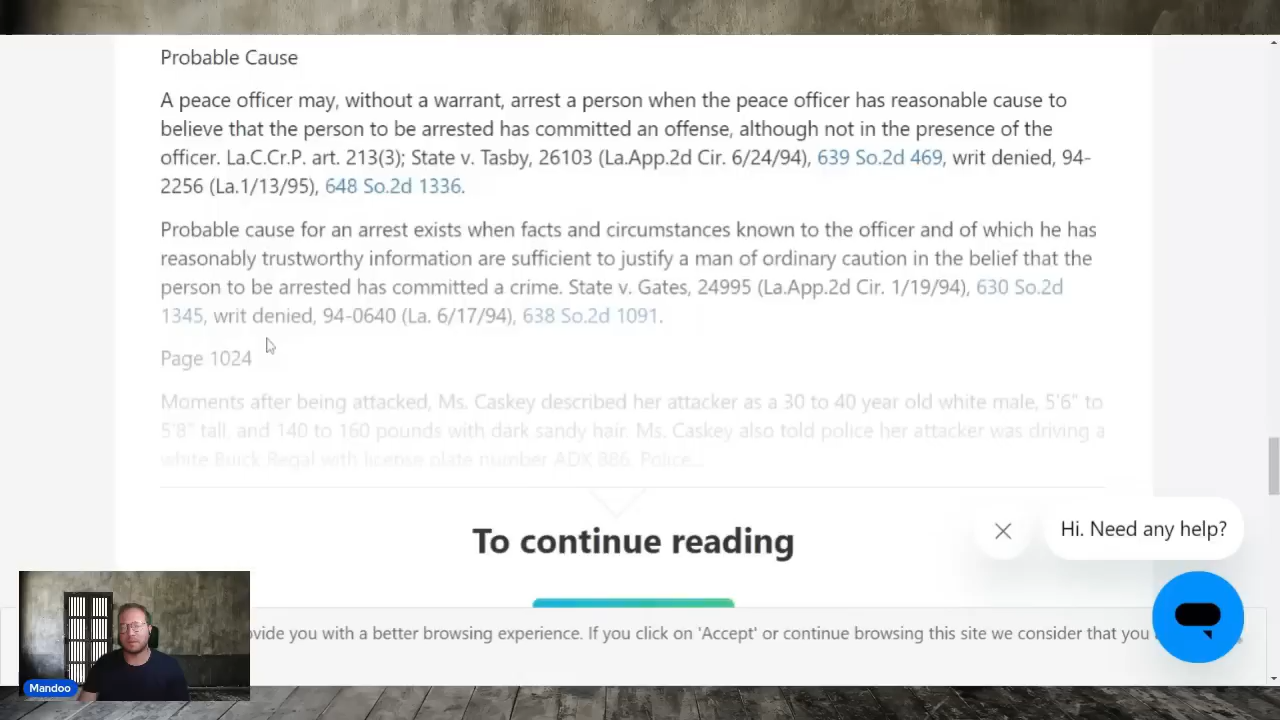 Probable Cause
A peace officer may, without a warrant, arrest a person when the peace officer has reasonable cause to
believe that the person to be arrested has committed an offense, although not in the presence of the
officer. La.C.Cr.P. art. 213(3); State v. Tasby, 26103 (La.App.2d Cir. 6/24/94), 639 So.2d 469, writ denied, 94-
2256 (La.1/13/95), 648 So.2d 1336.
Probable cause for an arrest exists when facts and circumstances known to the officer and of which he has
reasonably trustworthy information are sufficient to justify a man of ordinary caution in the belief that the
person to be arrested has committed a crime. State v. Gates, 24995 (La.App.2d Cir. 1/19/94), 630 So.2d
1345, writ denied, 94-0640 (La. 6/17/94), 638 So.2d 1091.
Page 1024
Moments after being attacked, Ms. Caskey described her attacker as a 30 to 40 year old white male, 5'6" to
5'8" tall, and 140 to 160 pounds with dark sandy hair. Ms. Caskey also told police her attacker was driving a
white Buick Regal with license plate number ADX 886. Police...
To continue reading
Hi. Need any help?
ovide you with a better browsing experience. If you click on 'Accept' or continue browsing this site we consider that you
Mandoo